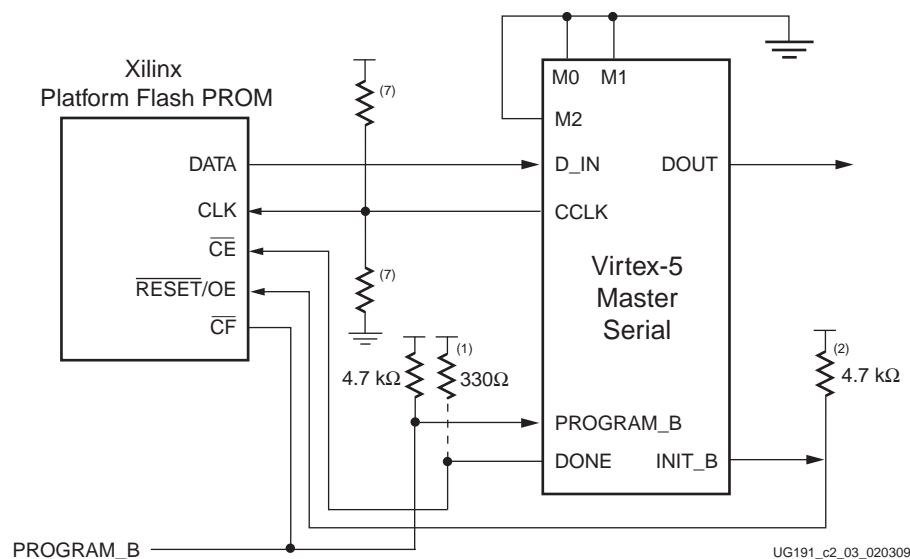 Xilinx
Platform Flash PROM
DATA
CLK
CE
RESET/OE
CF
(7)
(7)
M0 M1
M2
D_IN DOUT
CCLK
Virtex-5
Master
Serial
PROGRAM_B
DONE INIT_B
4.7 kΩ
(1)
330Ω
(2)
4.7 kΩ
PROGRAM_B
UG191_c2_03_020309